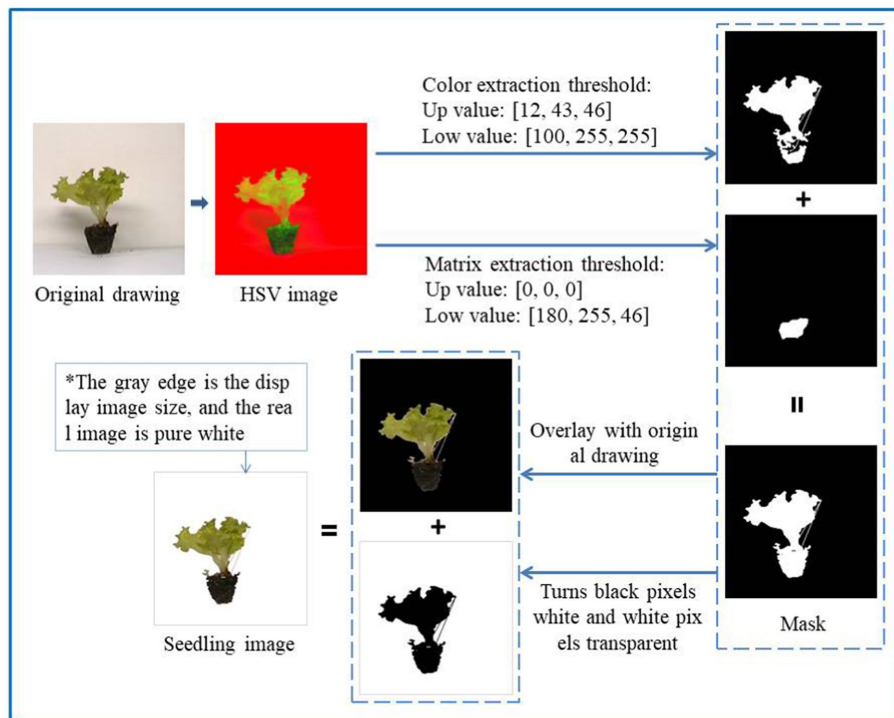 Color extraction threshold:
Up value: [12, 43, 46]
Low value: [100, 255, 255]
+
Original drawing
HSV image
Matrix extraction threshold:
Up value: [0, 0, 0]
Low value: [180, 255, 46]
=
*The gray edge is the disp
lay image size, and the rea
l image is pure white
Overlay with origin
al drawing
=
+
Turns black pixels
white and white pix
els transparent
Seedling image
Mask